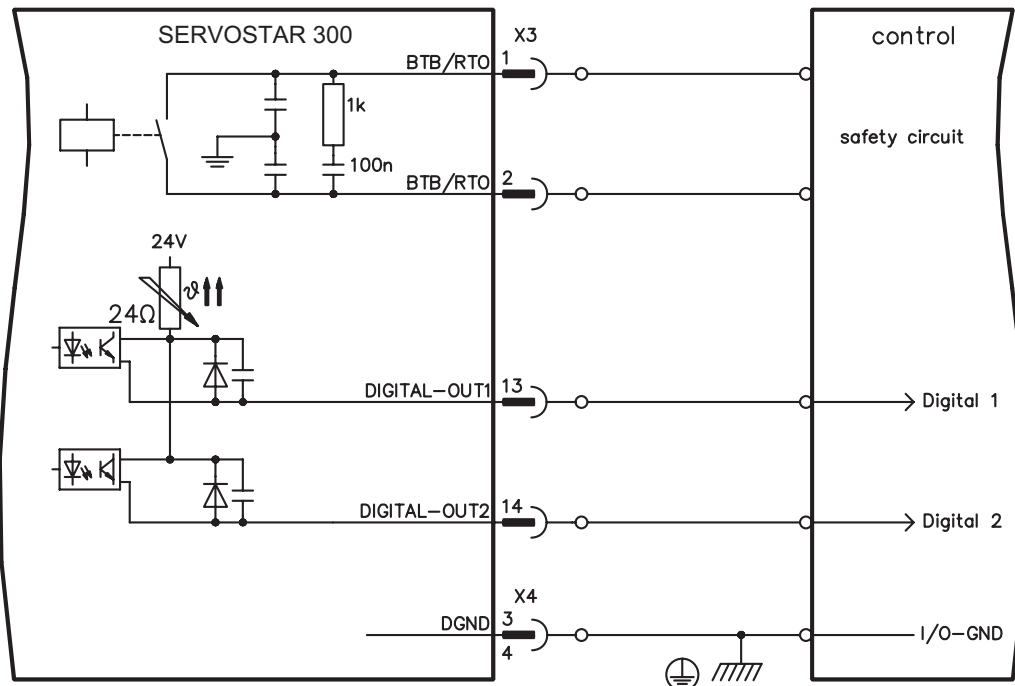 SERVOSTAR 300
X3
control
BTB/RTO 1
1k
safety circuit
100n
BTB/RTO 2
24V
ϑ
24Ω
DIGITAL-OUT1 13
Digital 1
DIGITAL-OUT2 14
Digital 2
X4
DGND 3
I/O-GND
4